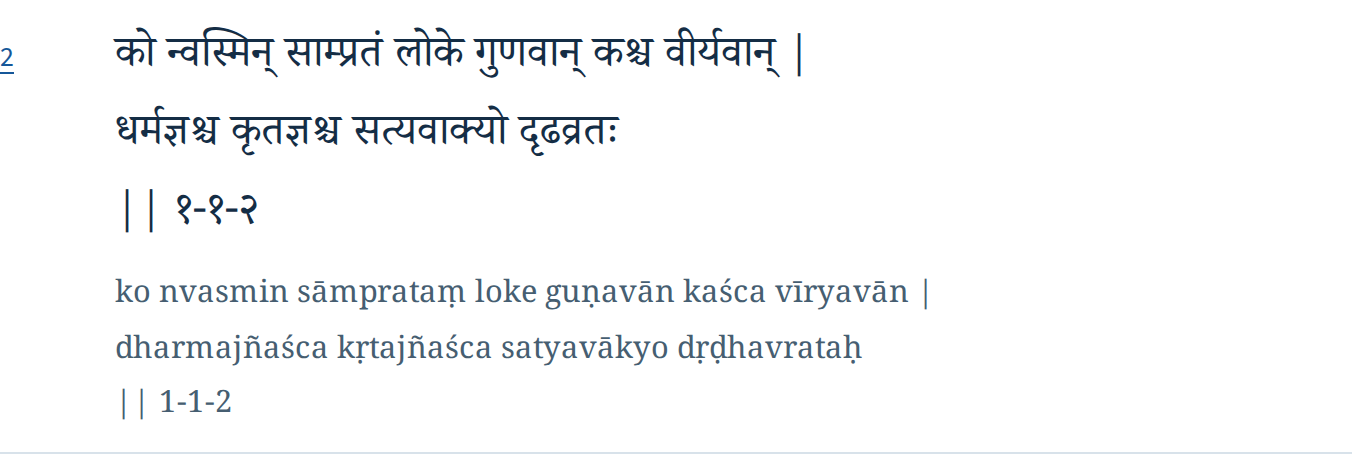 2
को न्वस्मिन् साम्प्रतं लोके गुणवान् कश्च वीर्यवान् |
धर्मज्ञश्च कृतज्ञश्च सत्यवाक्यो दृढव्रतः
|| १-१-२
ko nvasmin sāmprataṃ loke guṇavān kaśca vīryavān |
dharmajñaśca kṛtajñaśca satyavākyo dṛḍhavrataḥ
|| 1-1-2